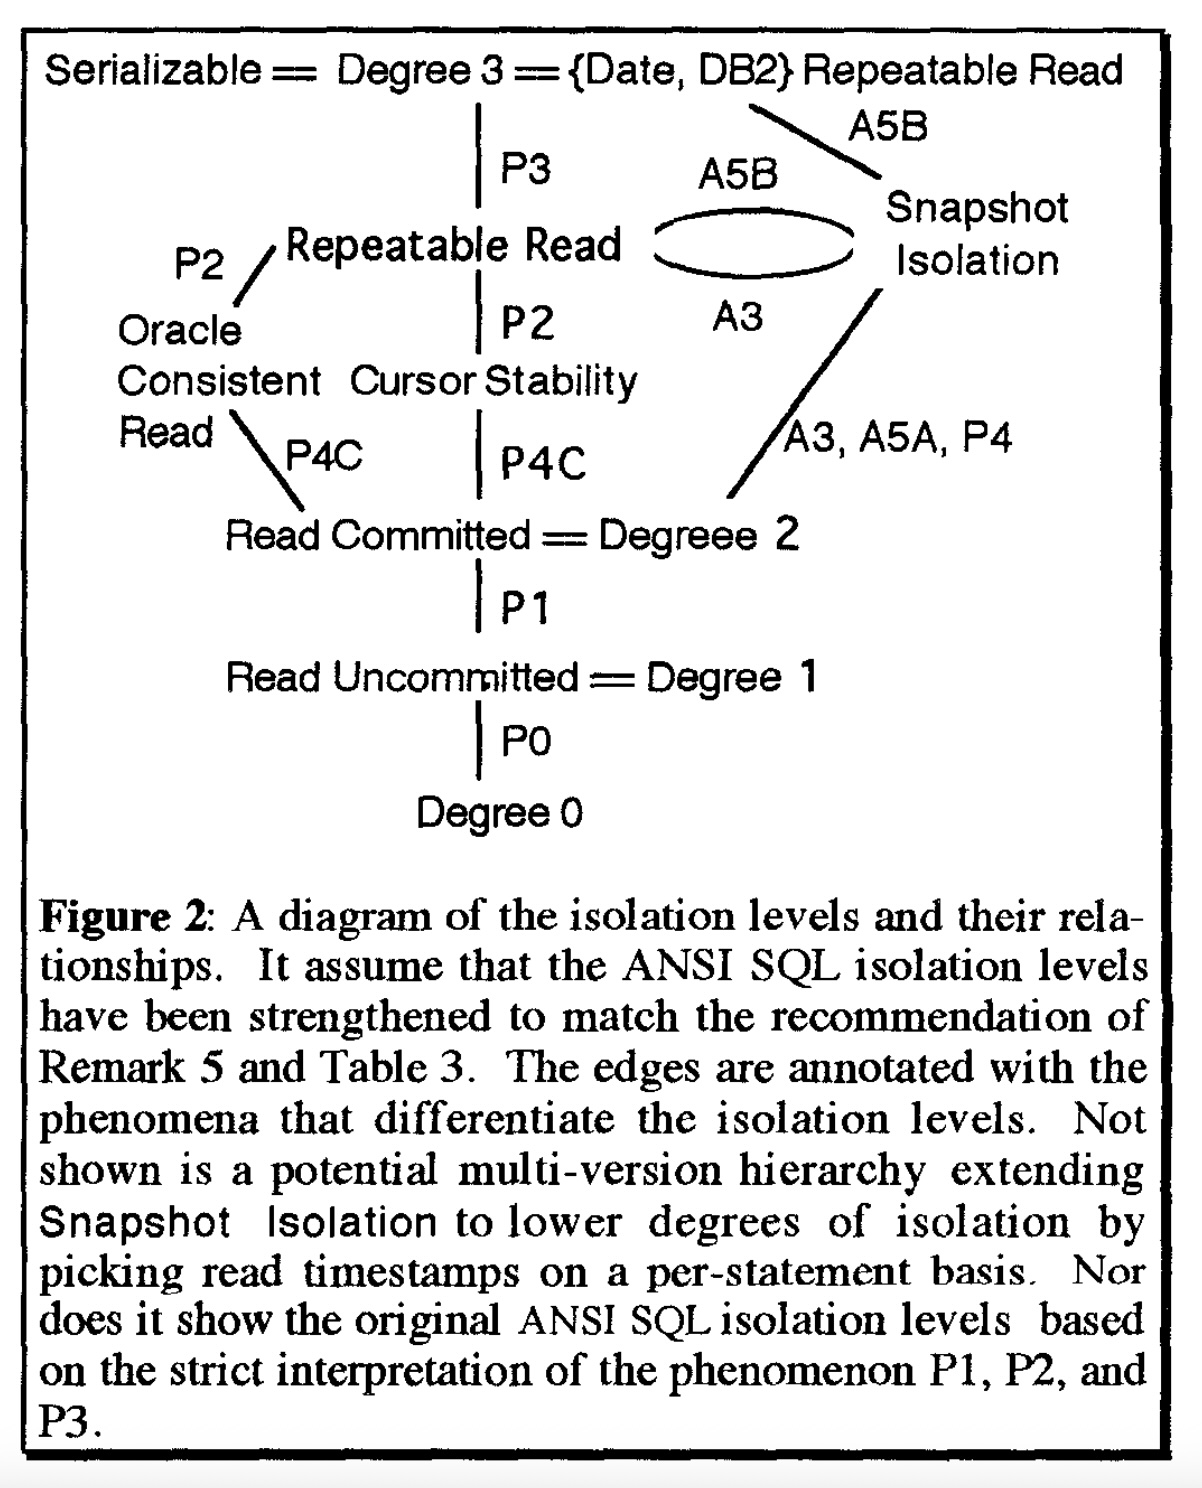 Serializable == Degree 3 == {Date, DB2} Repeatable Read
A5B
P3
A5B
Snapshot
Isolation
P2
Repeatable Read
A3
Oracle
Consistent
Read
P2
Cursor Stability
P4C
P4C
A3, A5A, P4
Read Committed == Degreee 2
P1
Read Uncommitted == Degree 1
P0
Degree 0
Figure 2: A diagram of the isolation levels and their rela-
tionships. It assume that the ANSI SQL isolation levels
have been strengthened to match the recommendation of
Remark 5 and Table 3. The edges are annotated with the
phenomena that differentiate the isolation levels. Not
shown is a potential multi-version hierarchy extending
Snapshot Isolation to lower degrees of isolation by
picking read timestamps on a per-statement basis. Nor
does it show the original ANSI SQL isolation levels based
on the strict interpretation of the phenomenon P1, P2, and
P3.